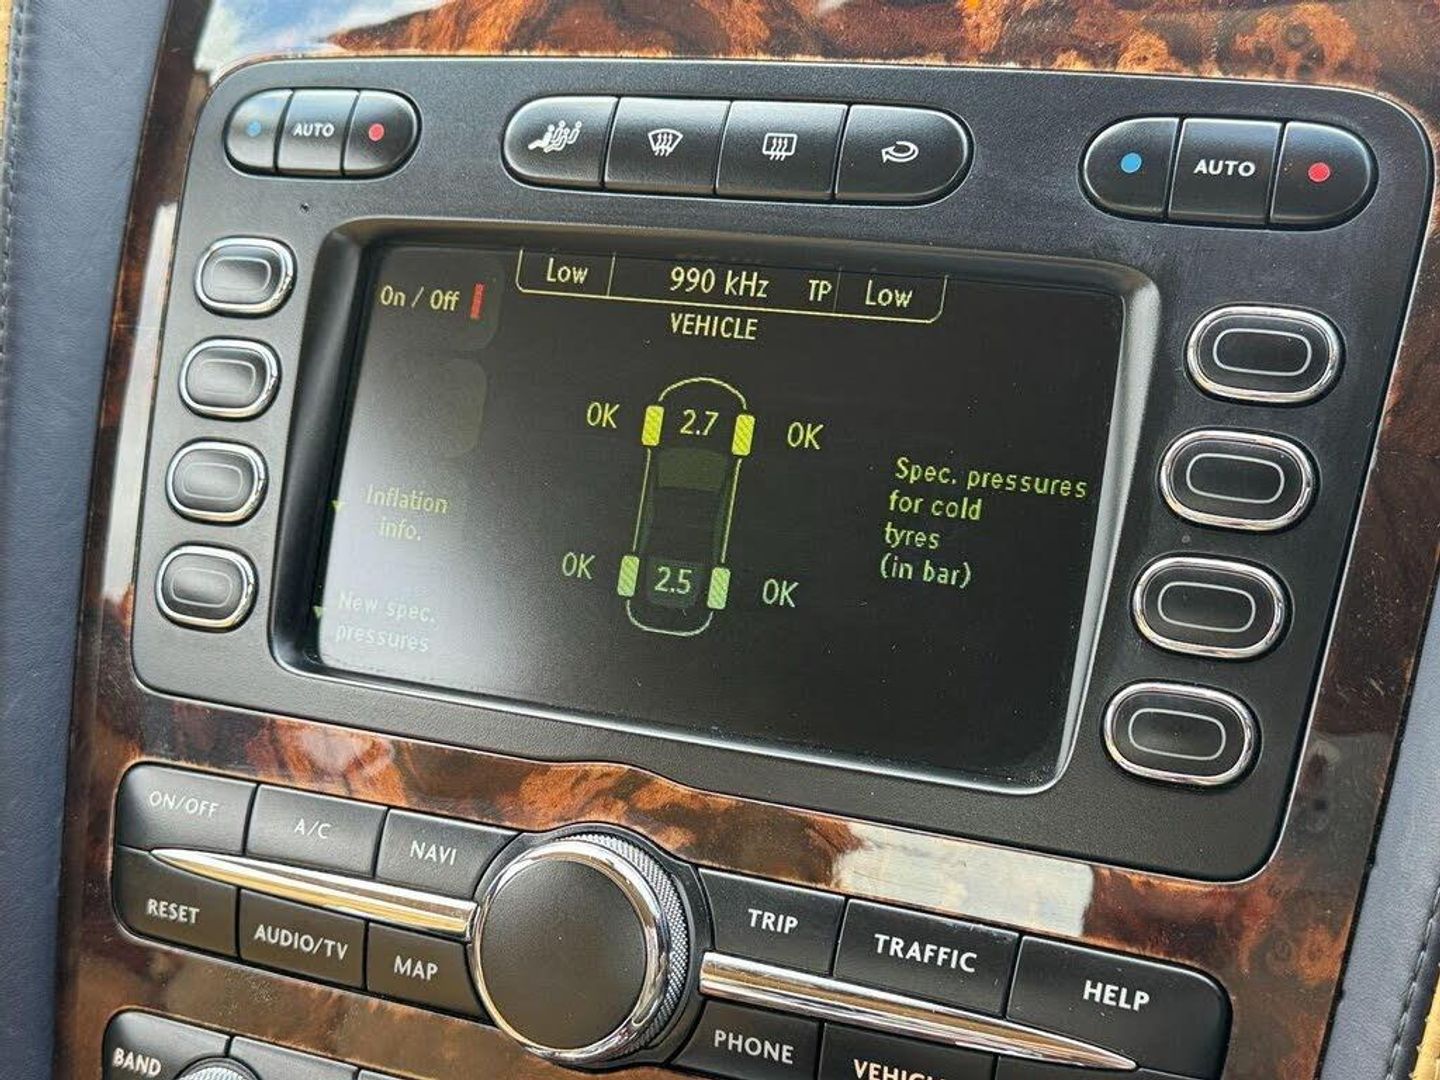 AUTO
AUTO
Low 990 kHz TP Low
On / Off
VEHICLE
OK 2.7 OK
Spec. pressures
for cold
tyres
(in bar)
Inflation
info.
OK 2.5 OK
New spec.
pressures
ON/OFF A/C NAVI
RESET AUDIO/TV MAP
TRIP TRAFFIC HELP
PHONE
BAND